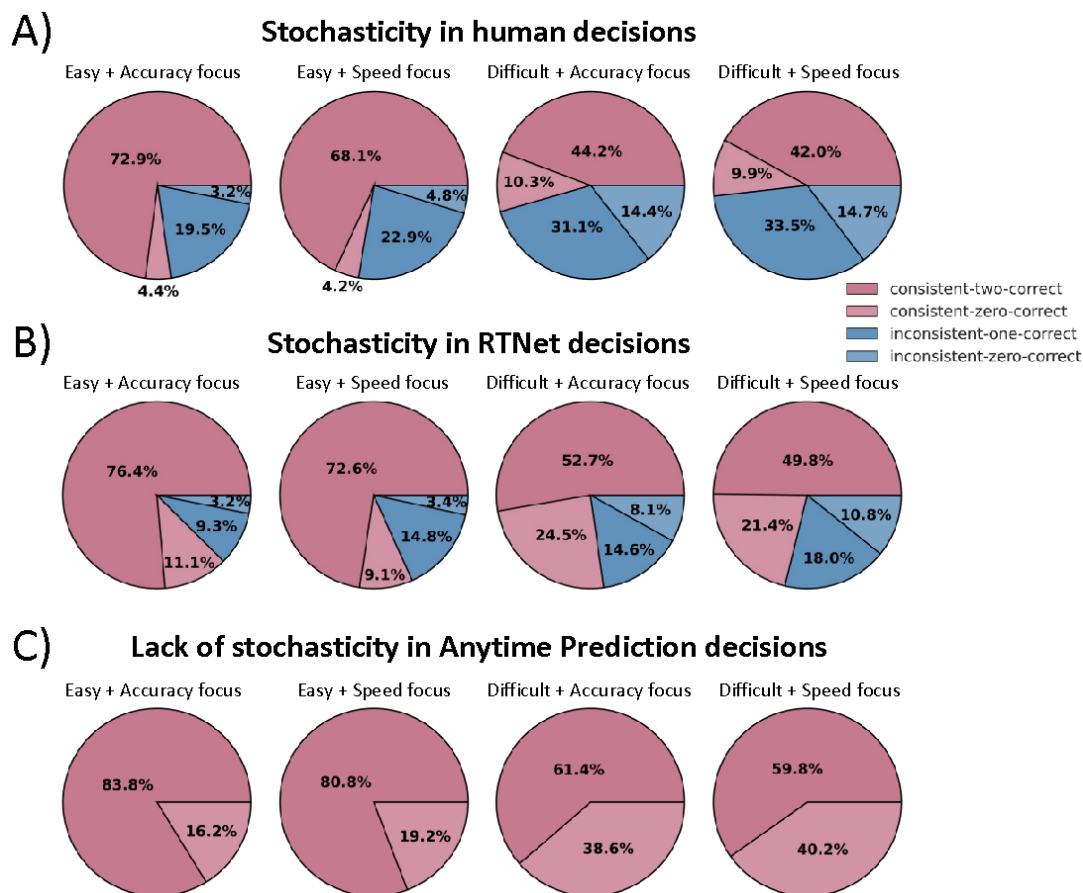 A)
Stochasticity in human decisions
Easy + Accuracy focus
Easy + Speed focus
Difficult + Accuracy focus
Difficult + Speed focus
72.9%
3.2%
19.5%
4.4%
68.1%
4.8%
22.9%
4.2%
44.2%
10.3%
14.4%
31.1%
42.0%
9.9%
14.7%
33.5%
consistent-two-correct
consistent-zero-correct
inconsistent-one-correct
inconsistent-zero-correct
B)
Stochasticity in RTNet decisions
Easy + Accuracy focus
Easy + Speed focus
Difficult + Accuracy focus
Difficult + Speed focus
76.4%
3.2%
9.3%
11.1%
72.6%
3.4%
14.8%
9.1%
52.7%
8.1%
24.5%
14.6%
49.8%
10.8%
21.4%
18.0%
C)
Lack of stochasticity in Anytime Prediction decisions
Easy + Accuracy focus
Easy + Speed focus
Difficult + Accuracy focus
Difficult + Speed focus
83.8%
16.2%
80.8%
19.2%
61.4%
38.6%
59.8%
40.2%